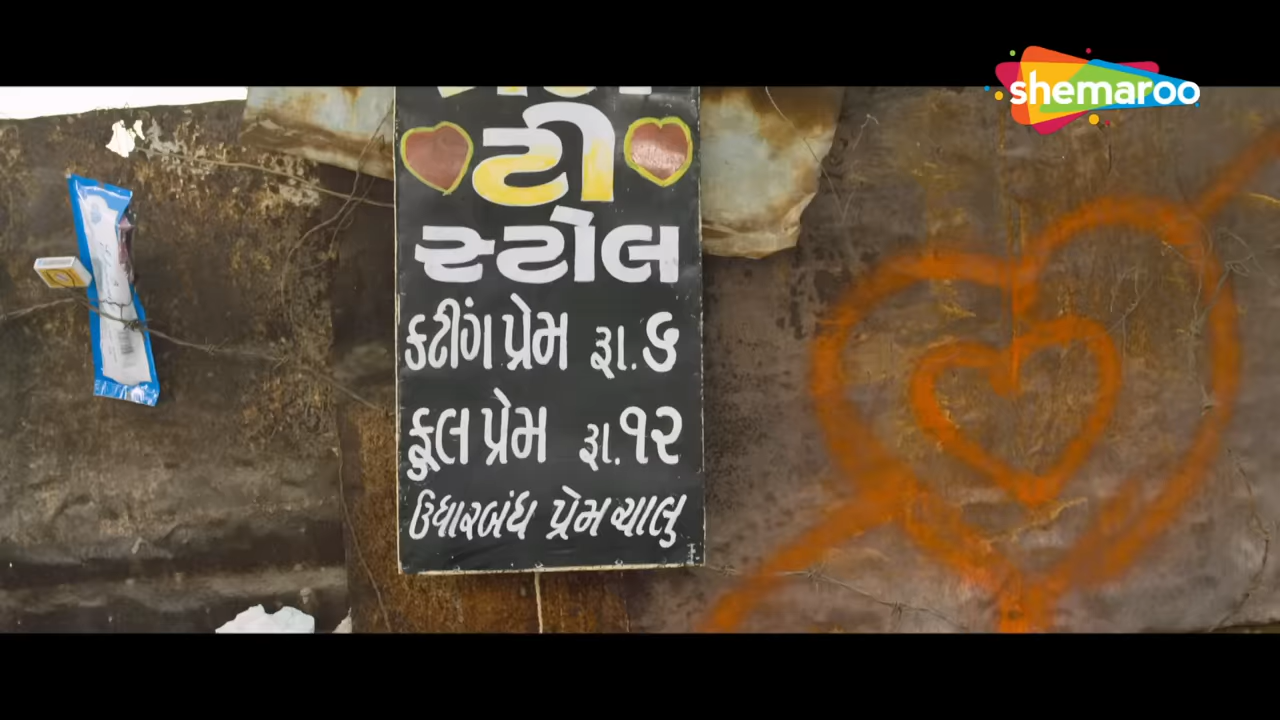 shemaroo
ટી
સ્ટોલ
કટીંગ પ્રેમ રૂા. ૬
ફુલ પ્રેમ રૂા. ૧૨
ઉધારબંધ પ્રેમ ચાલુ